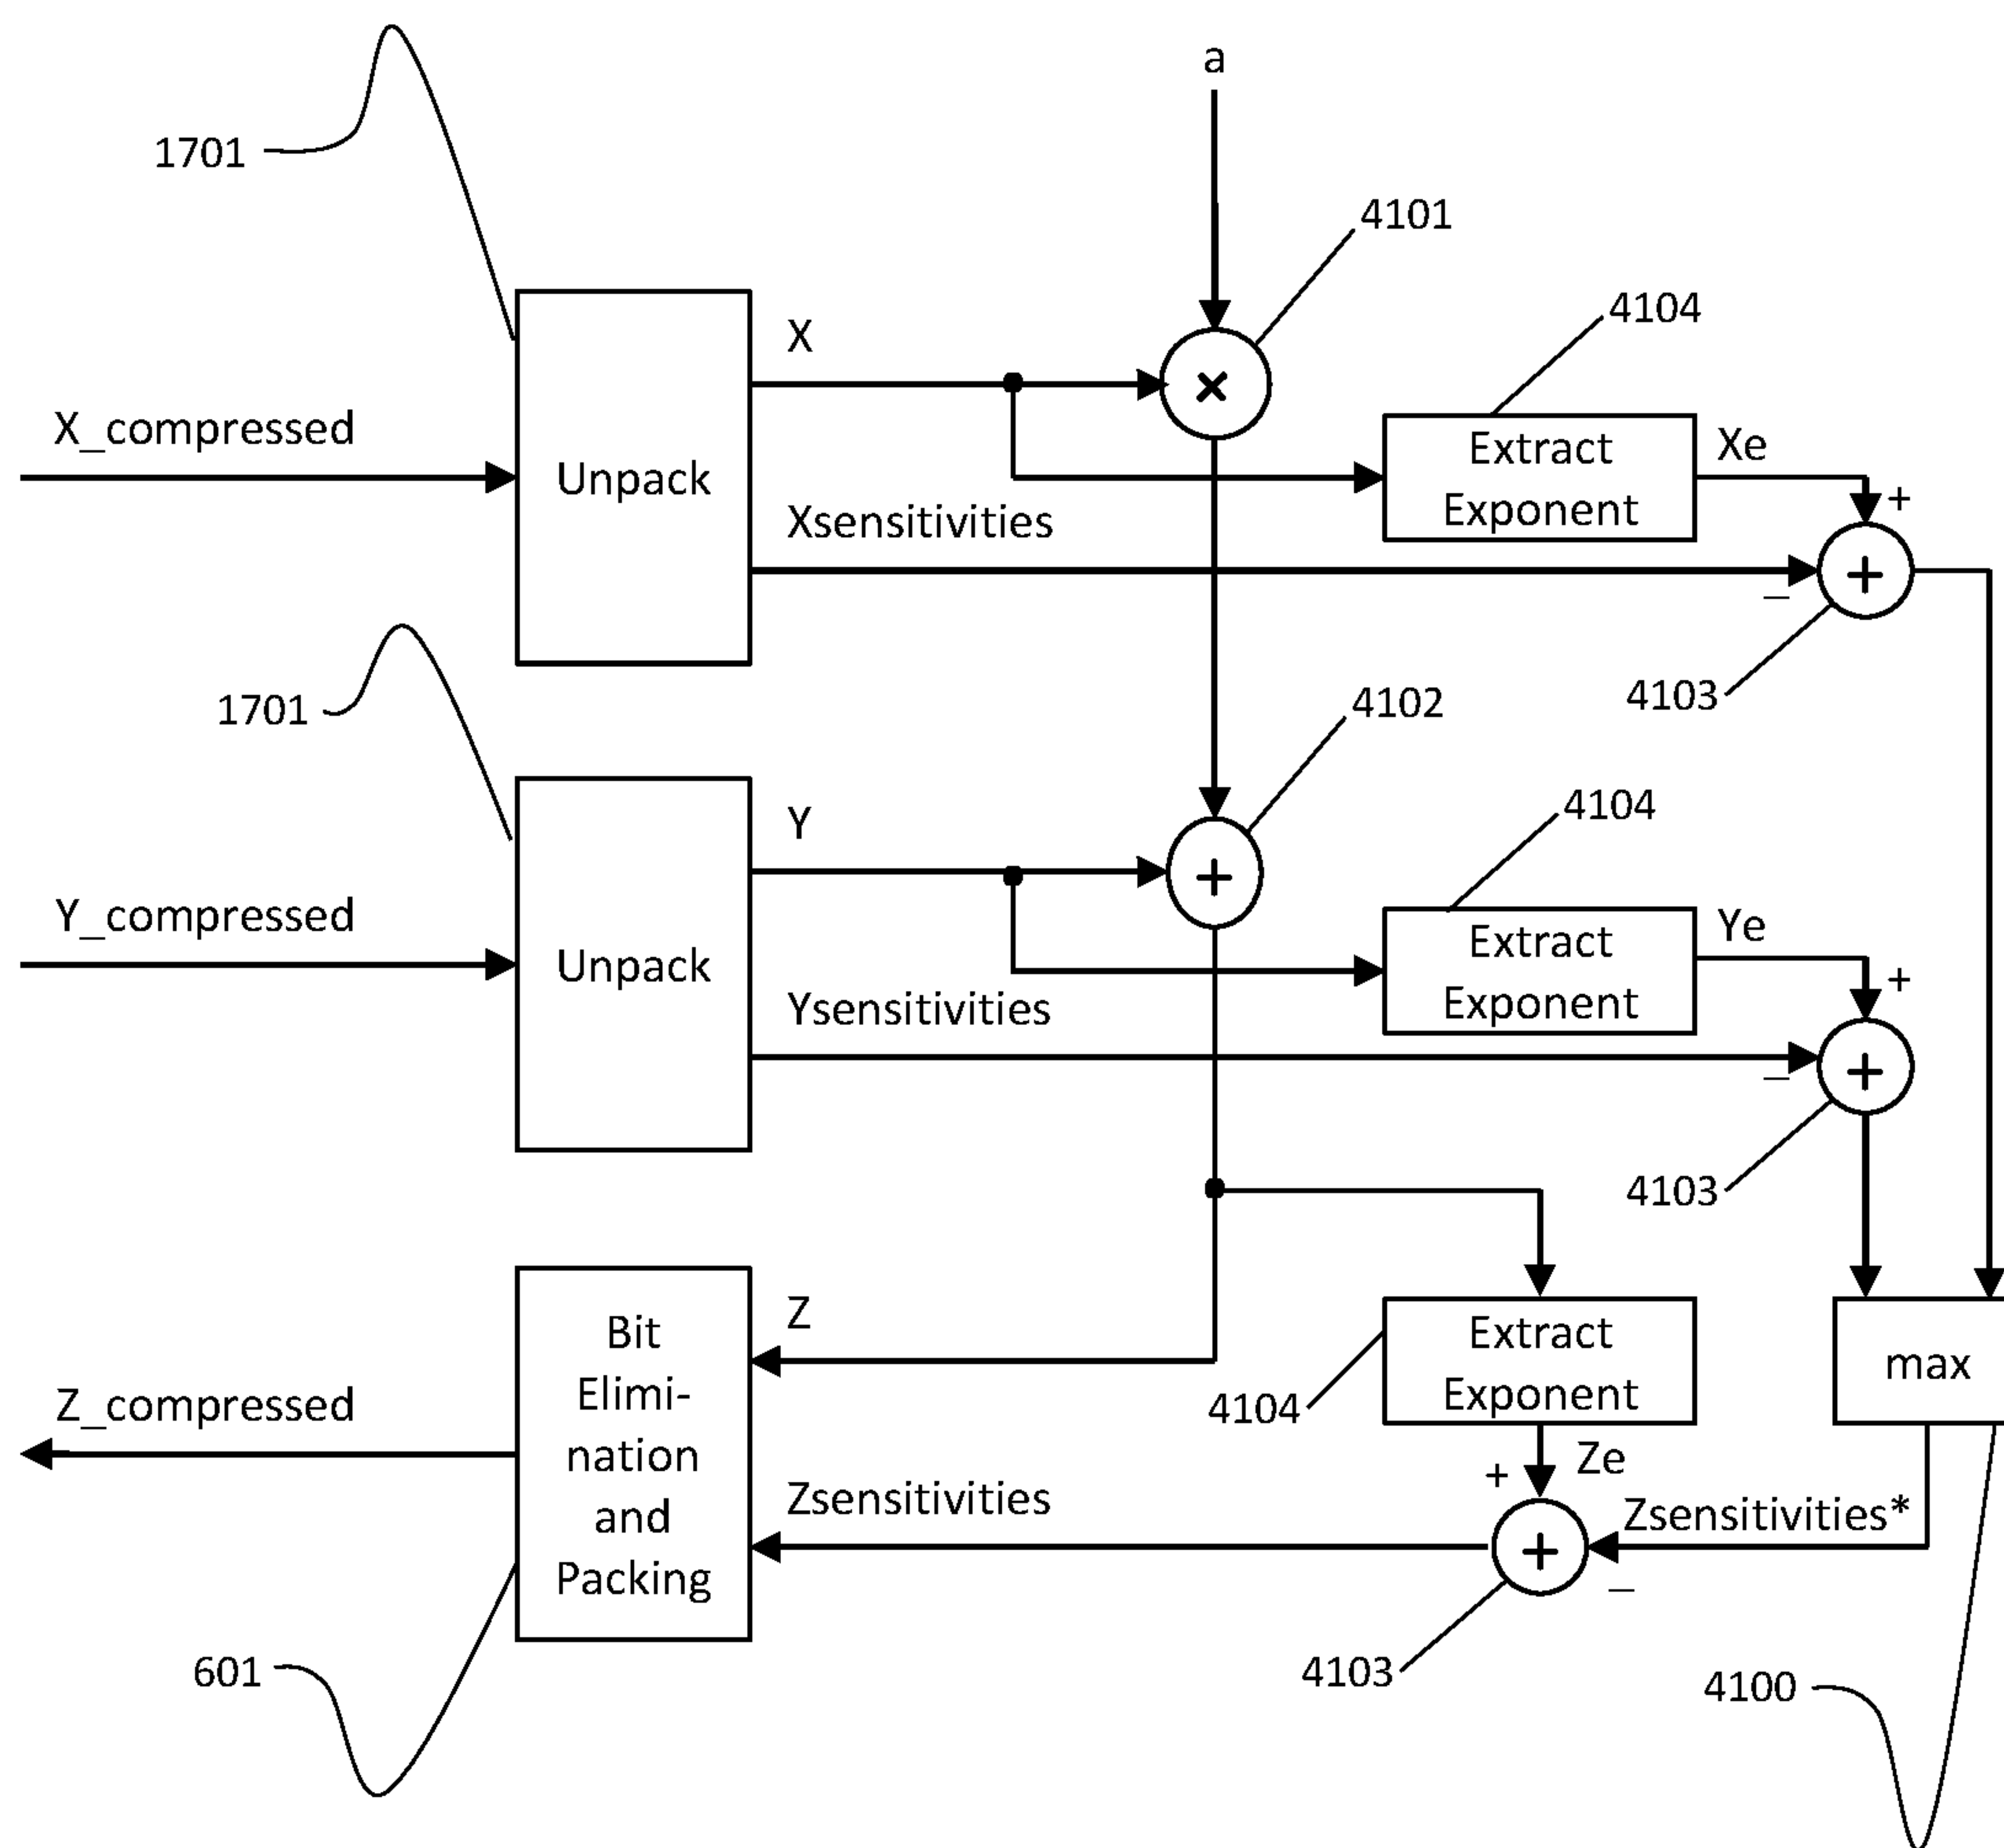 a
1701
4101
4104
X
X_compressed
Unpack
Extract
Exponent
Xe
+
Xsensitivities
×
+
_
1701
4103
4102
4104
Y
+
Y_compressed
Unpack
Extract
Exponent
Ye
+
Ysensitivities
+
_
4103
Bit
Elimi-
nation
and
Packing
Z
Extract
Exponent
max
Z_compressed
4104
Ze
+
Zsensitivities
Zsensitivities*
+
_
601
4103
4100